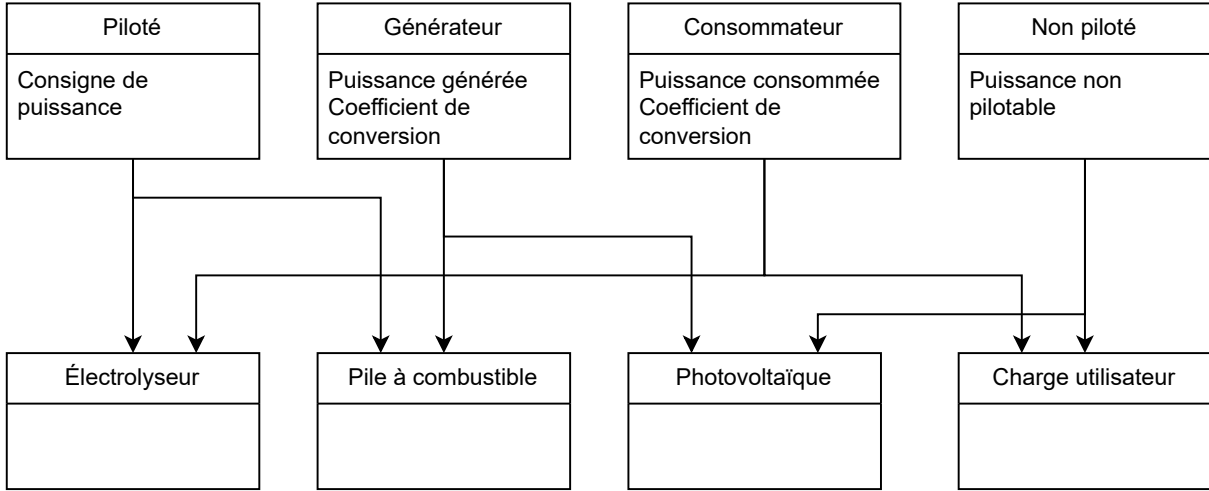 Piloté
Consigne de
puissance
Générateur
Puissance générée
Coefficient de
conversion
Consommateur
Puissance consommée
Coefficient de
conversion
Non piloté
Puissance non
pilotable
Électrolyseur
Pile à combustible
Photovoltaïque
Charge utilisateur